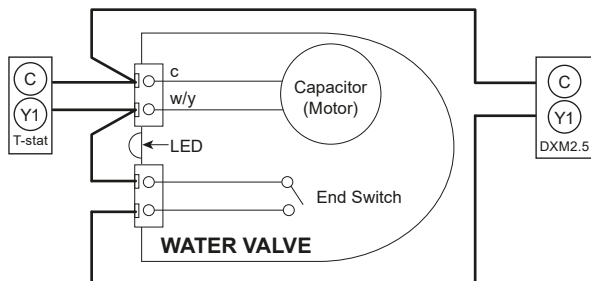 C
Y1
T-stat
c
w/y
LED
Capacitor
(Motor)
End Switch
WATER VALVE
C
Y1
DXM2.5